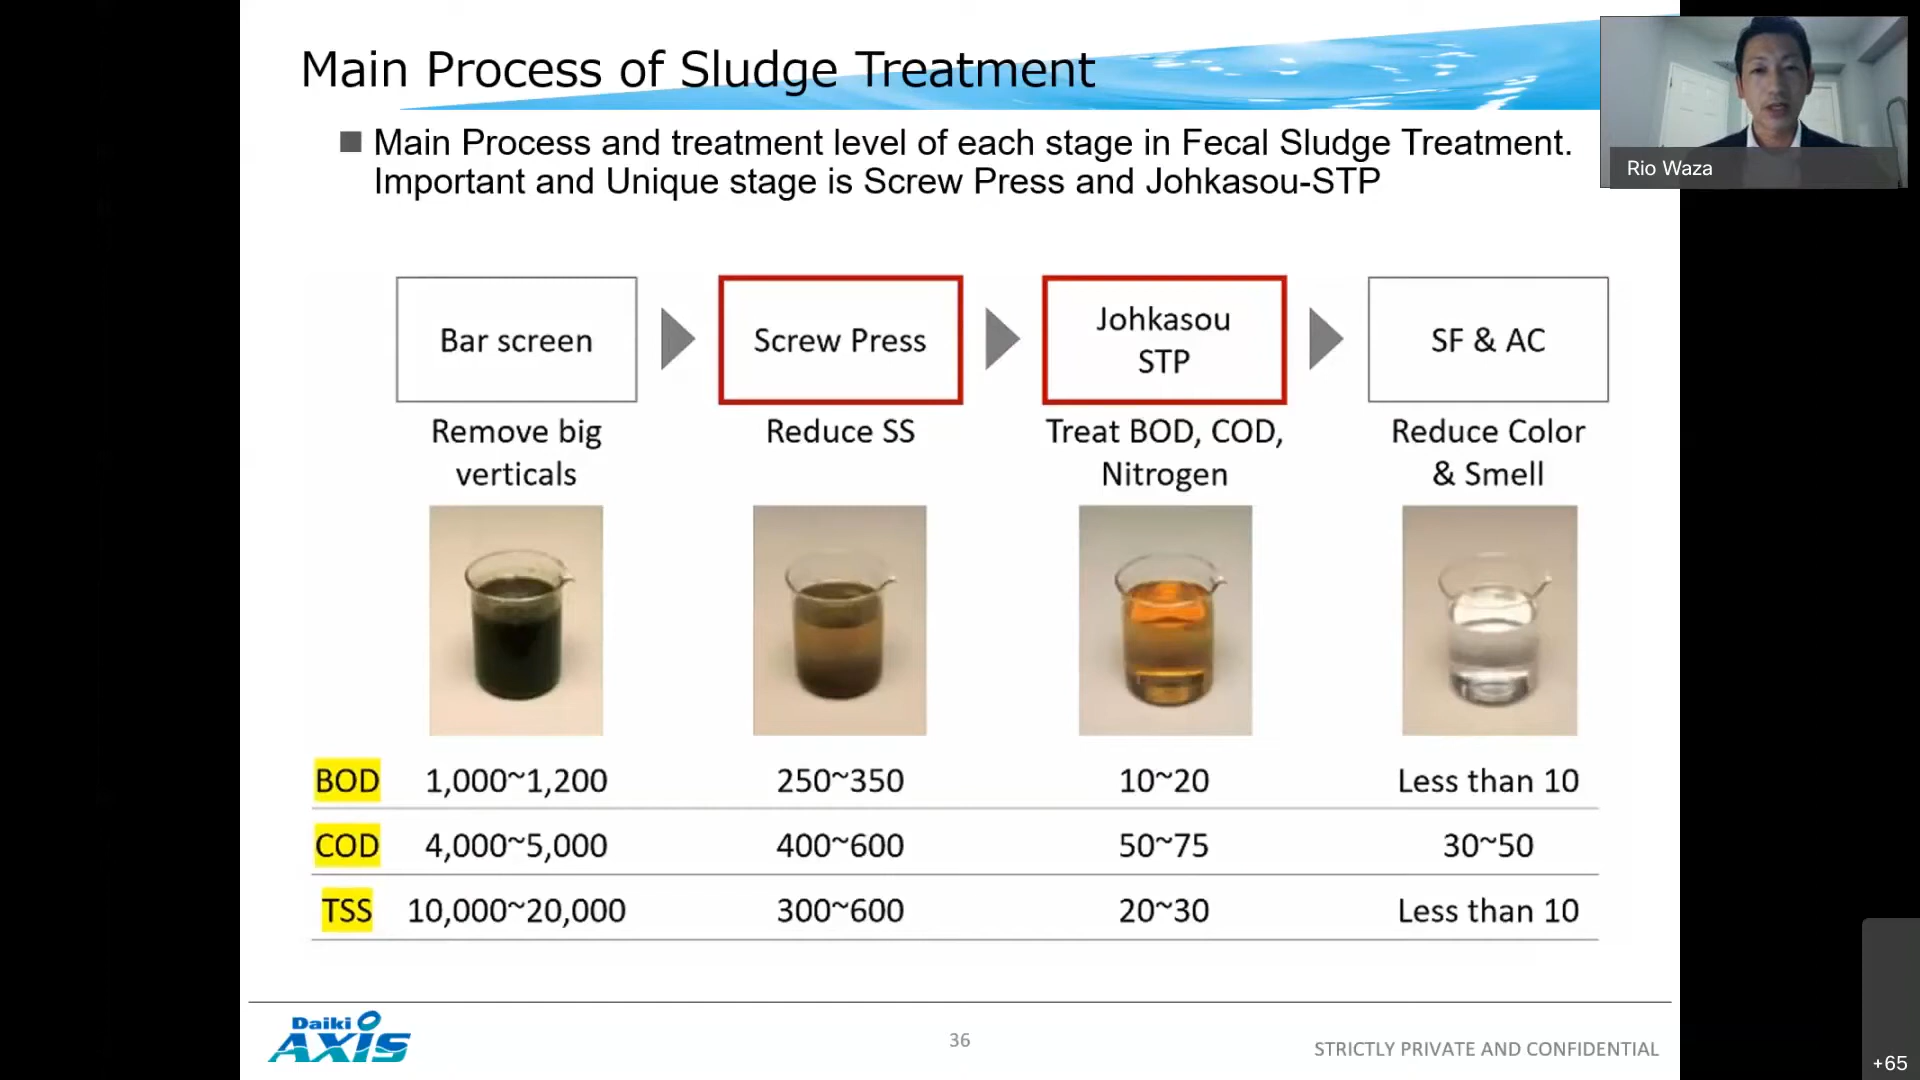 Main Process of Sludge Treatment
Rio Waza
Main Process and treatment level of each stage in Fecal Sludge Treatment.
Important and Unique stage is Screw Press and Johkasou-STP
Bar screen
Screw Press
Johkasou
STP
SF & AC
Remove big
verticals
Reduce SS
Treat BOD, COD,
Nitrogen
Reduce Color
& Smell
BOD 1,000~1,200 250~350 10~20 Less than 10
COD 4,000~5,000 400~600 50~75 30~50
TSS 10,000~20,000 300~600 20~30 Less than 10
Daiki
AXIS
36
STRICTLY PRIVATE AND CONFIDENTIAL
+65